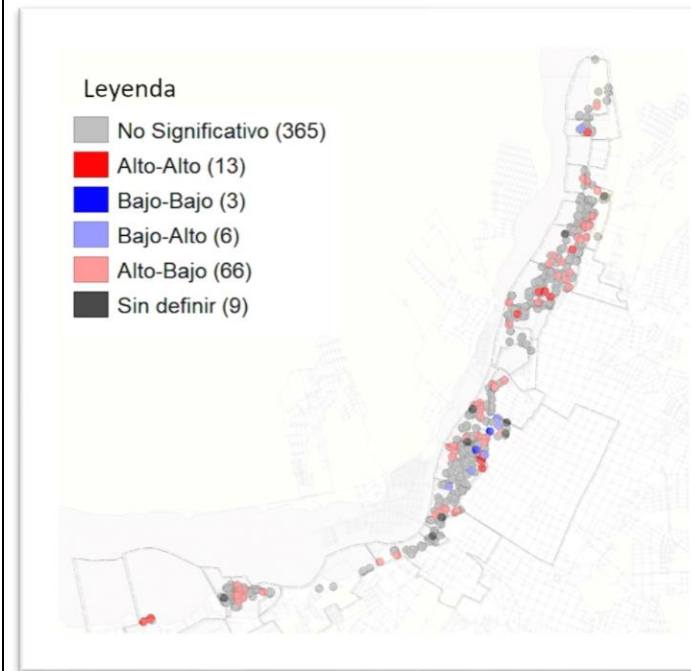 Leyenda
No Significativo (365)
Alto-Alto (13)
Bajo-Bajo (3)
Bajo-Alto (6)
Alto-Bajo (66)
Sin definir (9)